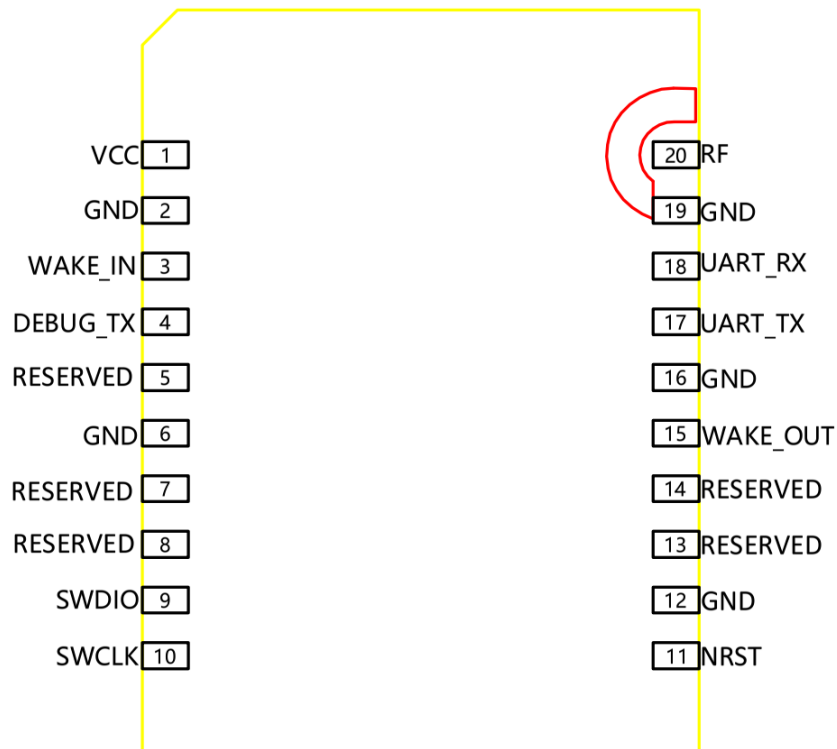 VCC 1 20 RF
GND 2 19 GND
WAKE_IN 3 18 UART_RX
DEBUG_TX 4 17 UART_TX
RESERVED 5 16 GND
GND 6 15 WAKE_OUT
RESERVED 7 14 RESERVED
RESERVED 8 13 RESERVED
SWDIO 9 12 GND
SWCLK 10 11 NRST